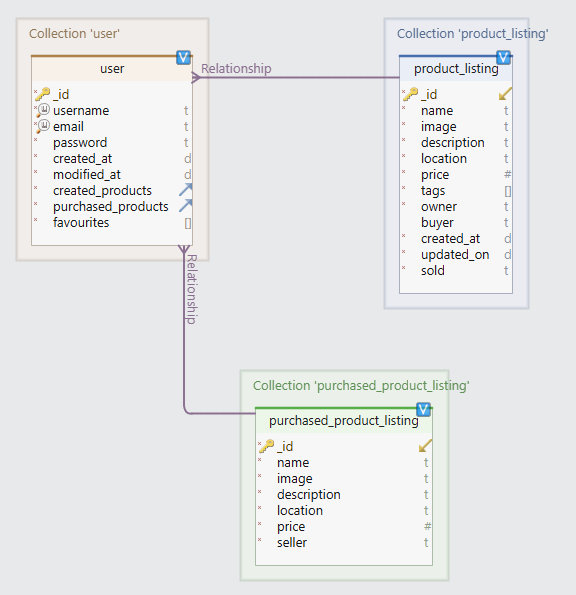 Collection 'user'
user
_id
username t
email t
password t
created_at d
modified_at d
created_products
purchased_products
favourites []
Relationship
Collection 'product_listing'
product_listing
_id
name t
image t
description t
location t
price #
tags []
owner t
buyer t
created_at d
updated_on d
sold t
Relationship
Collection 'purchased_product_listing'
purchased_product_listing
_id
name t
image t
description t
location t
price #
seller t